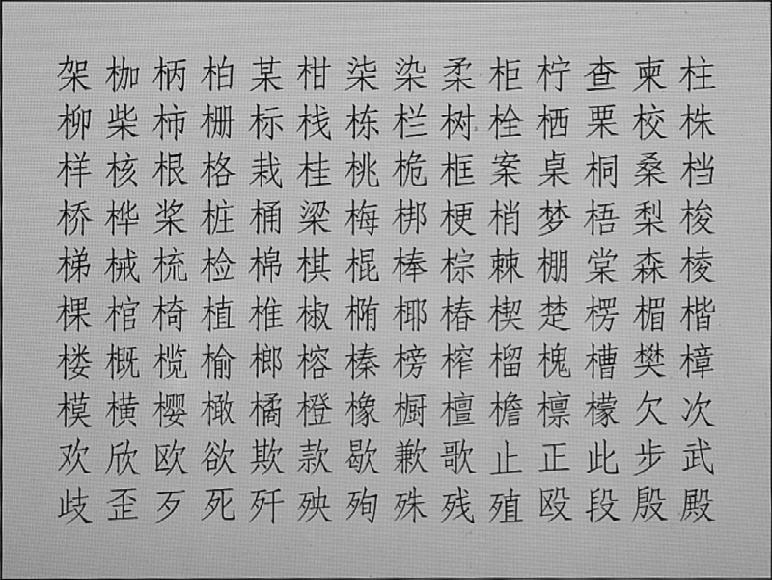 架枷柄柏某柑柒染柔柜柠查柬柱
柳柴柿栅标栈栋栏树栓栖栗校株
样核根格栽桂桃桅框案桌桐桑档
桥桦桨桩桶梁梅梆梗梢梦梧梨梭
梯械梳检棉棋棍棒棕棘棚棠森棱
棵棺椅植椎椒椭椰椿楔楚楞楣楷
楼概榄榆榔榕榛榜榨榴槐槽樊樟
模横樱橄橘橙橡橱檀檐檩檬欠次
欢欣欧欲欺款歇歉歌止正此步武
歧歪歹死歼殃殉殊残殖殴段殷殿